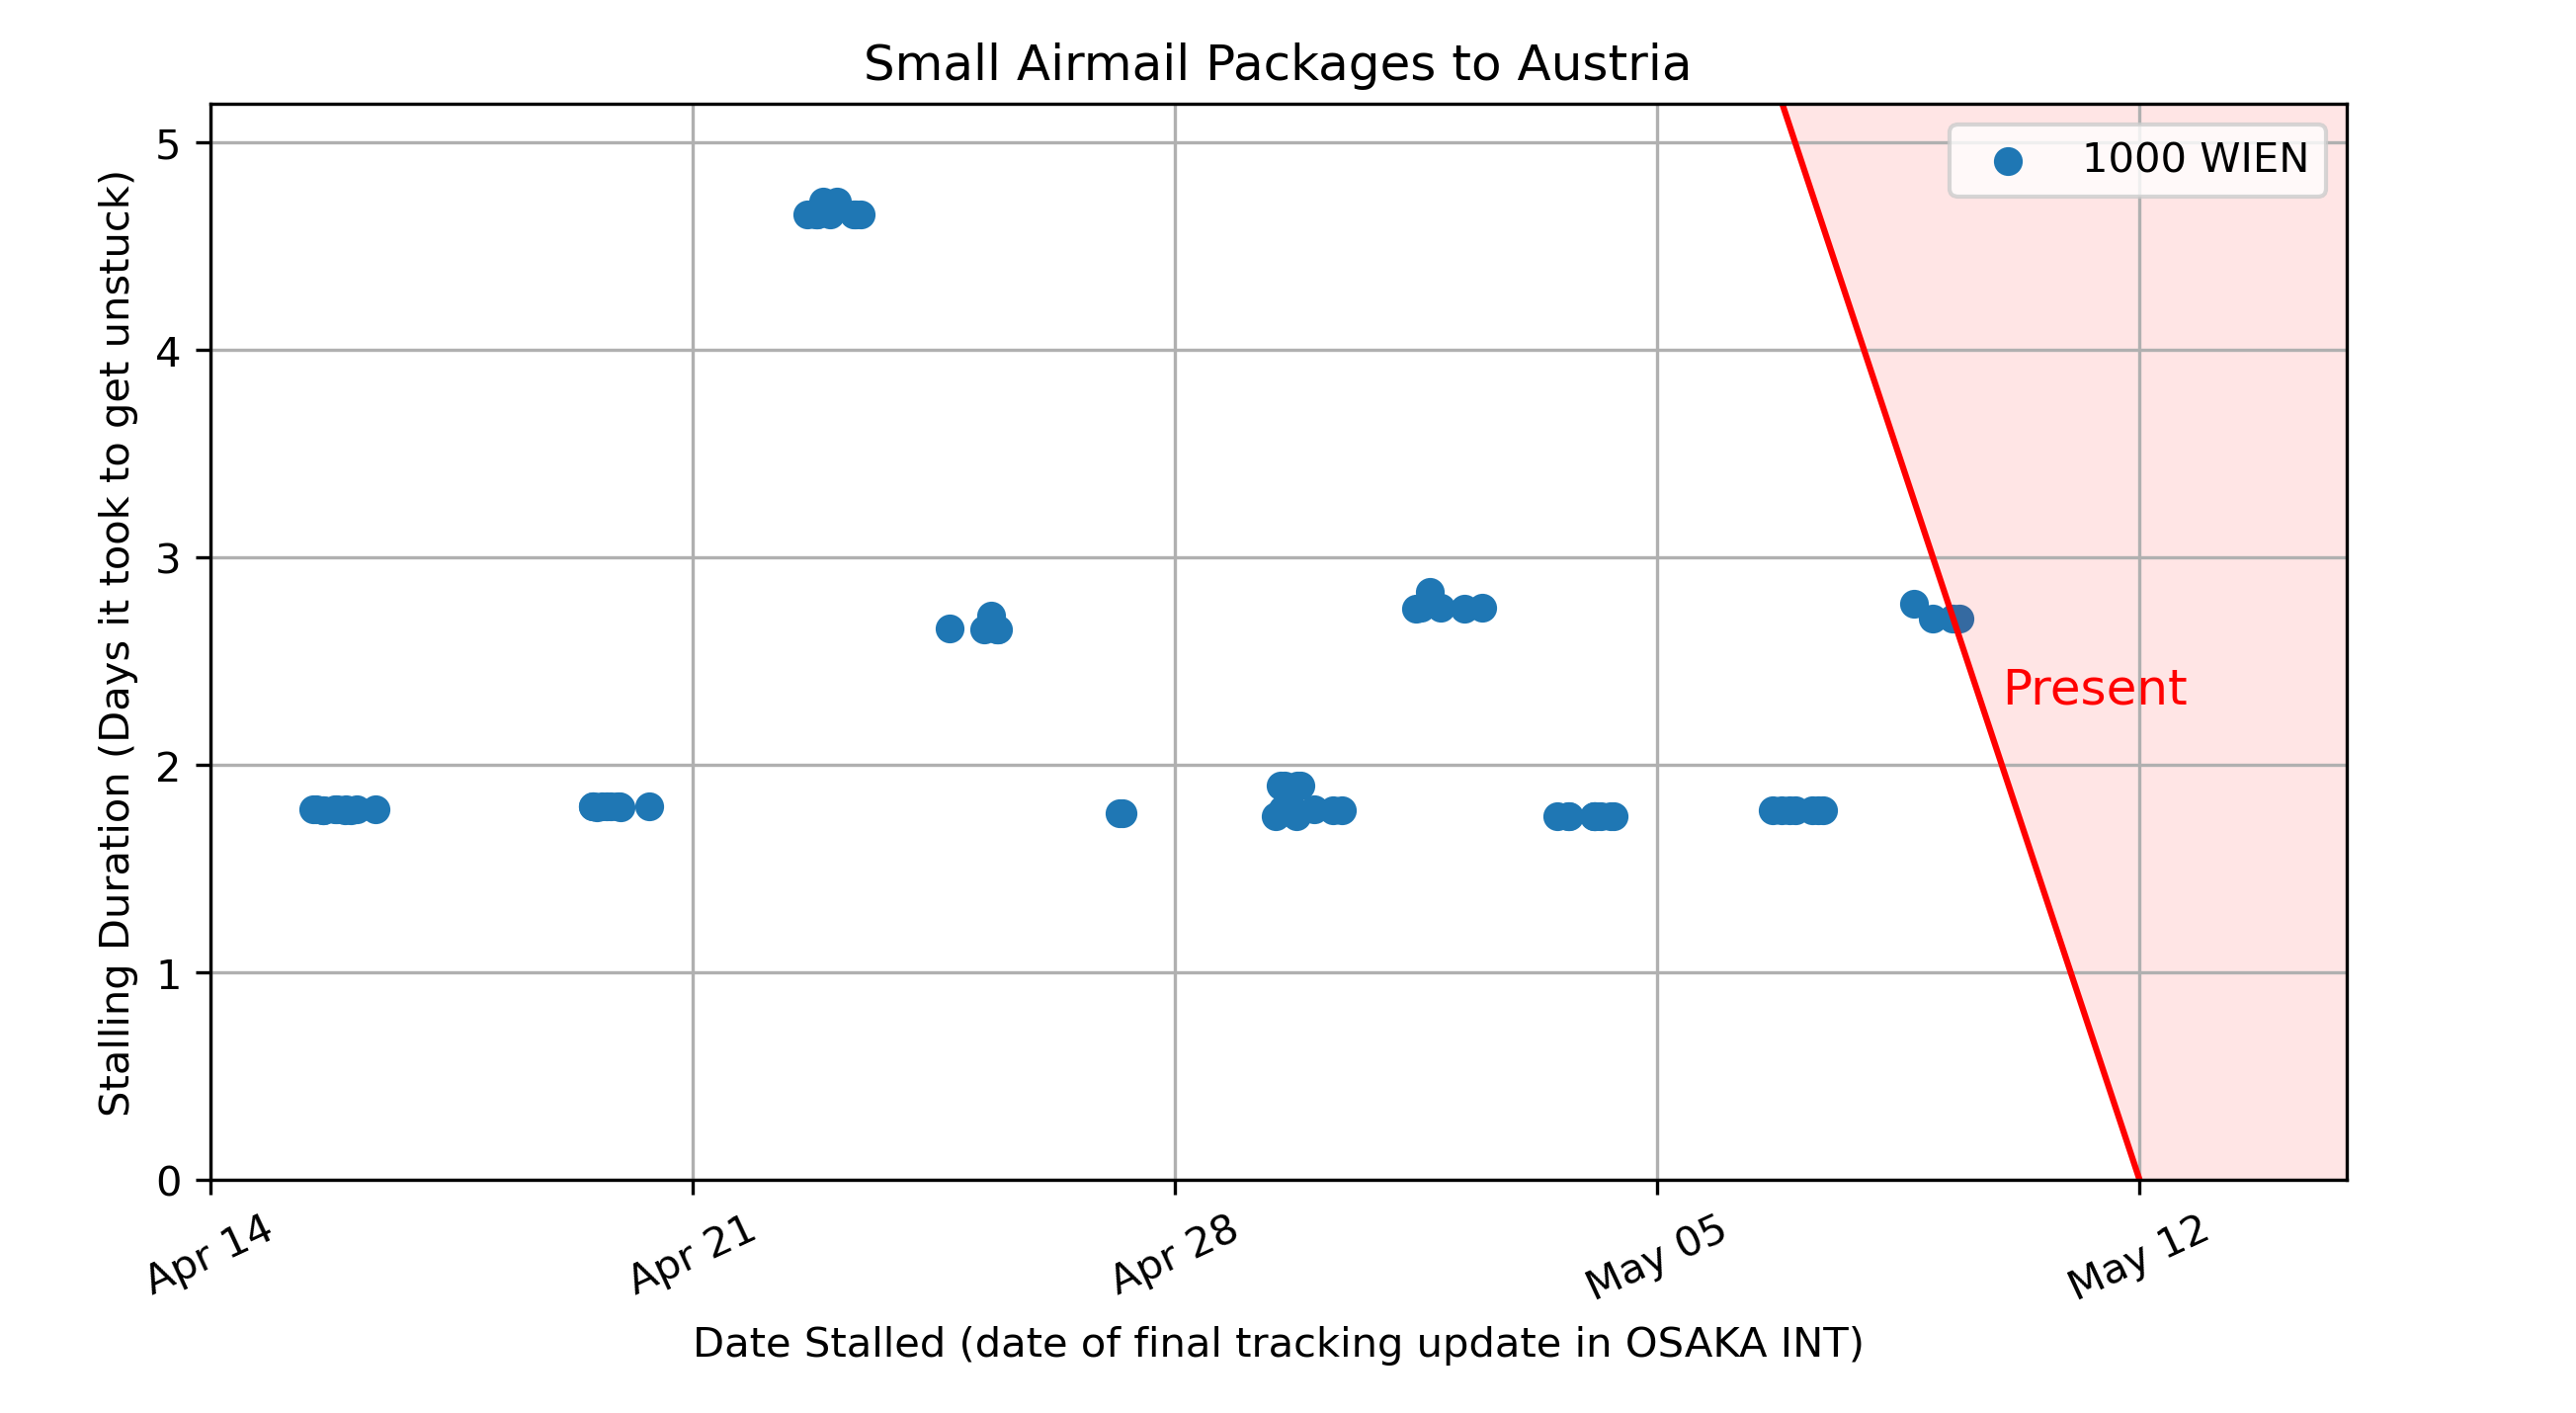 Small Airmail Packages to Austria
1000 WIEN
Present
Stalling Duration (Days it took to get unstuck)
5
4
3
2
1
0
Apr 14
Apr 21
Apr 28
May 05
May 12
Date Stalled (date of final tracking update in OSAKA INT)